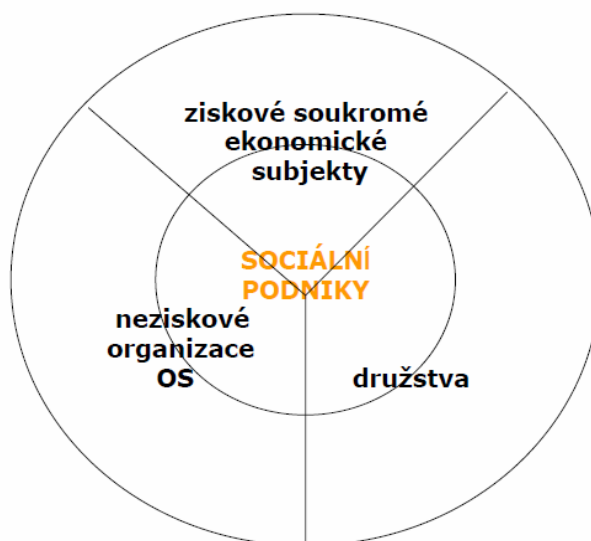 ziskové soukromé
ekonomické
subjekty
SOCIÁLNÍ
PODNIKY
neziskové
organizace
OS
družstva